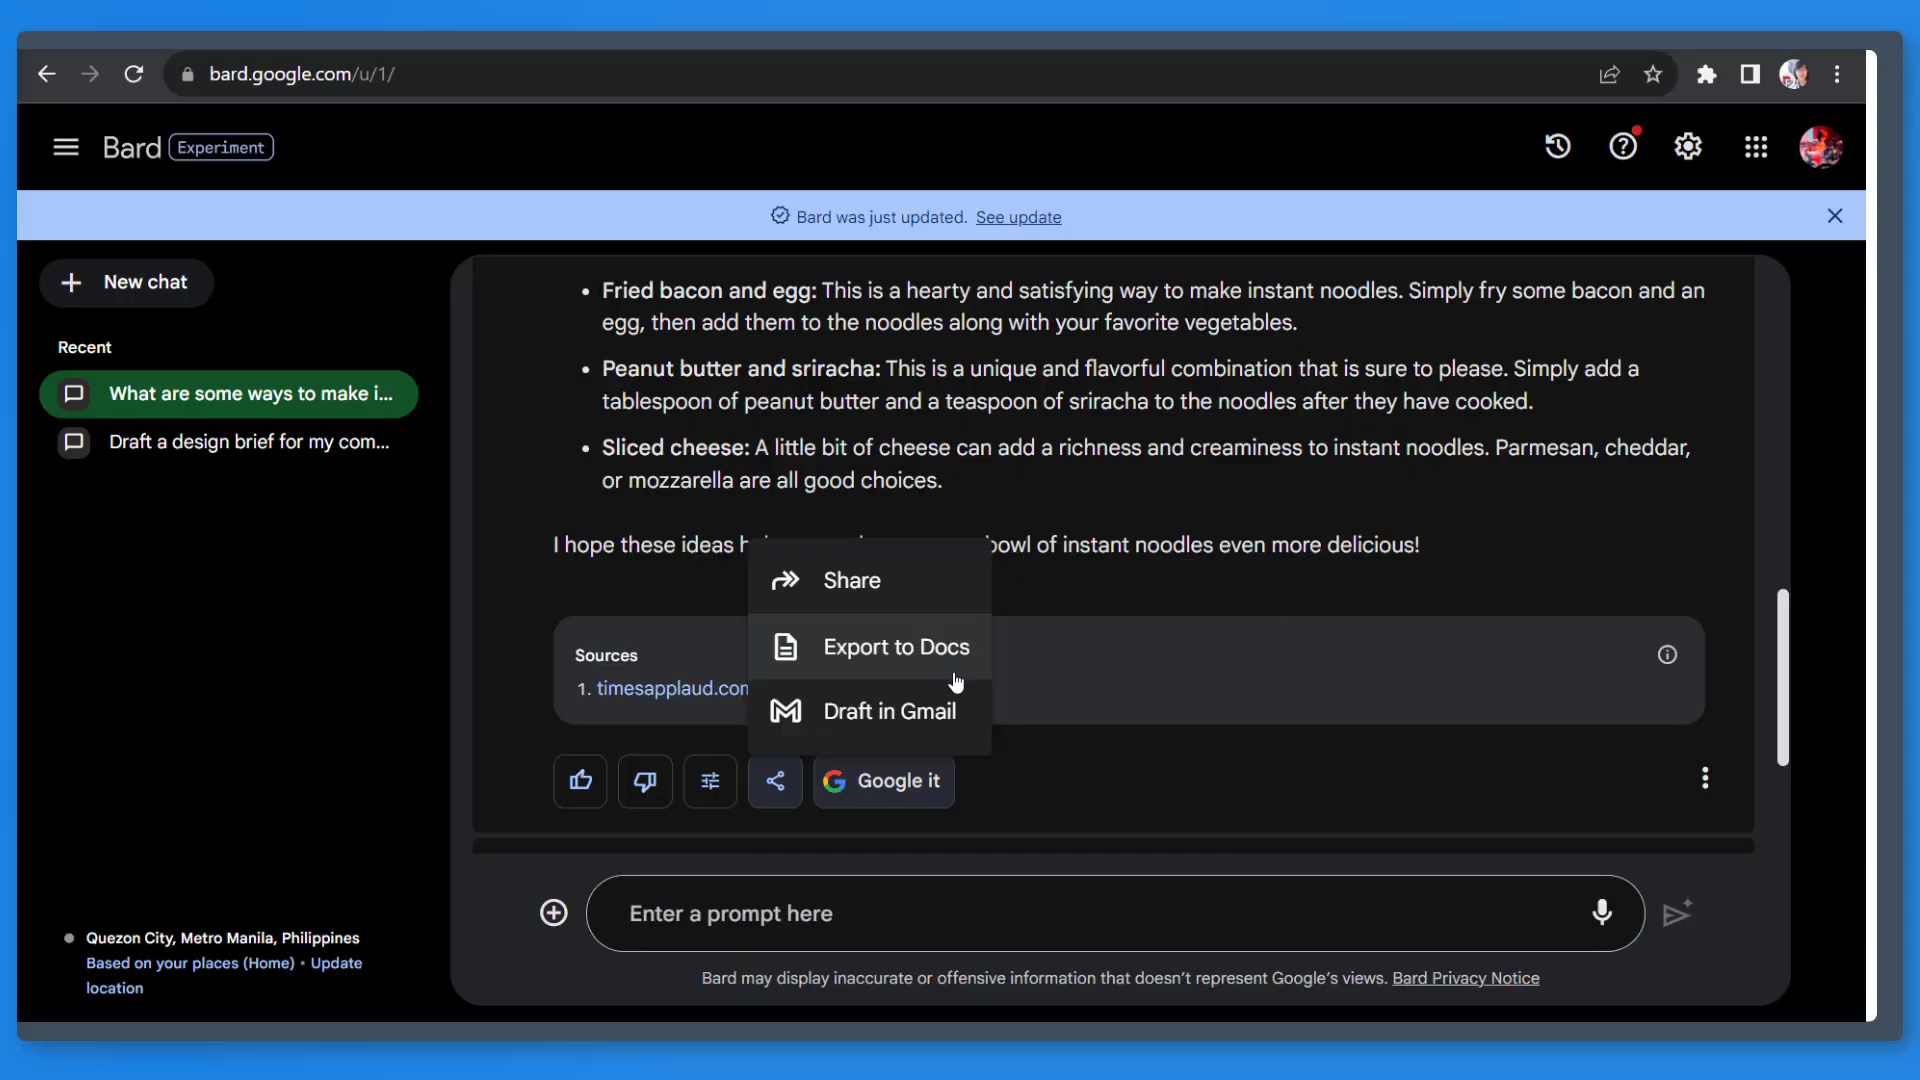 bard.google.com/u/1/
Bard Experiment
Bard was just updated. See update
New chat
Recent
What are some ways to make i...
Draft a design brief for my com...
• Fried bacon and egg: This is a hearty and satisfying way to make instant noodles. Simply fry some bacon and an
egg, then add them to the noodles along with your favorite vegetables.
• Peanut butter and sriracha: This is a unique and flavorful combination that is sure to please. Simply add a
tablespoon of peanut butter and a teaspoon of sriracha to the noodles after they have cooked.
• Sliced cheese: A little bit of cheese can add a richness and creaminess to instant noodles. Parmesan, cheddar,
or mozzarella are all good choices.
I hope these ideas bowl of instant noodles even more delicious!
Share
Export to Docs
Draft in Gmail
Sources
1. timesapplaud.com
Google it
Enter a prompt here
Bard may display inaccurate or offensive information that doesn't represent Google's views. Bard Privacy Notice
Quezon City, Metro Manila, Philippines
Based on your places (Home) • Update
location